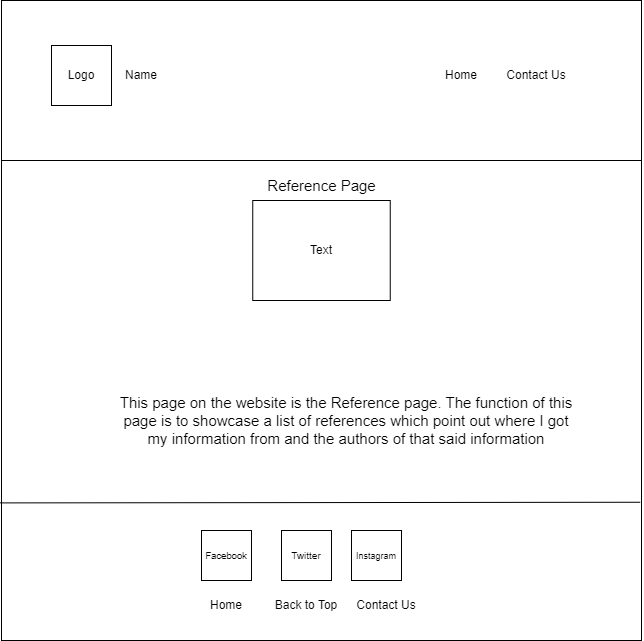 Logo
Name
Home
Contact Us
Reference Page
Text
This page on the website is the Reference page. The function of this
page is to showcase a list of references which point out where I got
my information from and the authors of that said information
Facebook
Twitter
Instagram
Home
Back to Top
Contact Us